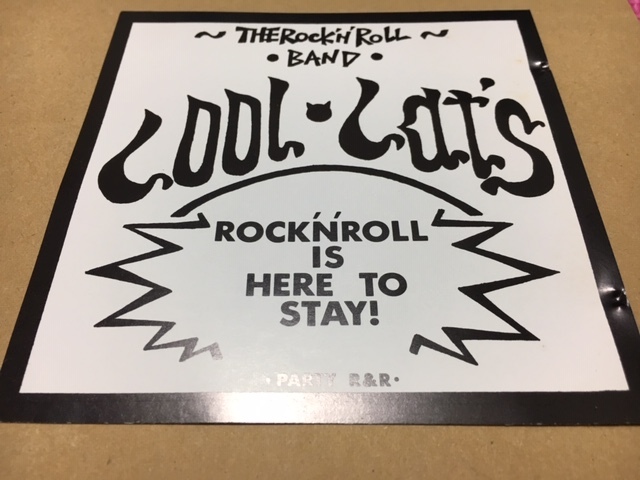 ~ THE ROCK'N'ROLL ~
• BAND •
COOL Cat's
ROCK'N'ROLL
IS
HERE TO
STAY!
• PARTY R&R •